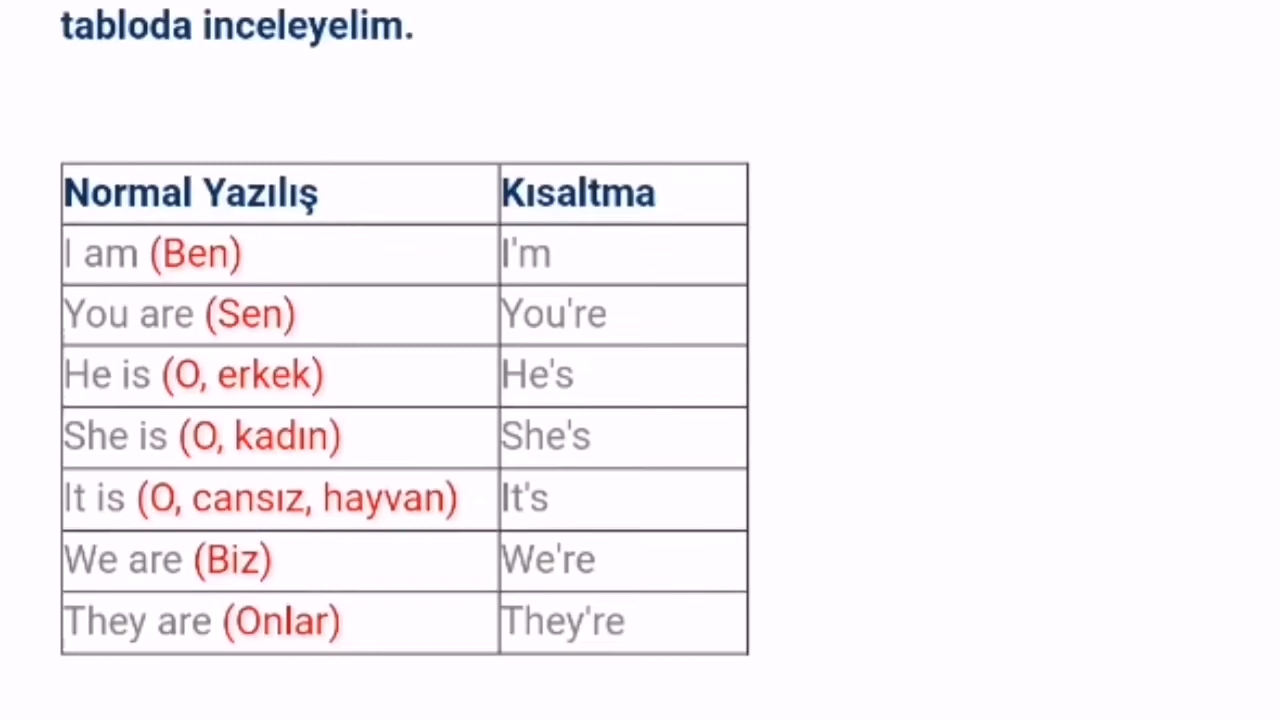 tabloda inceleyelim.
Normal Yazılış Kısaltma
I am (Ben) I'm
You are (Sen) You're
He is (O, erkek) He's
She is (O, kadın) She's
It is (O, cansız, hayvan) It's
We are (Biz) We're
They are (Onlar) They're